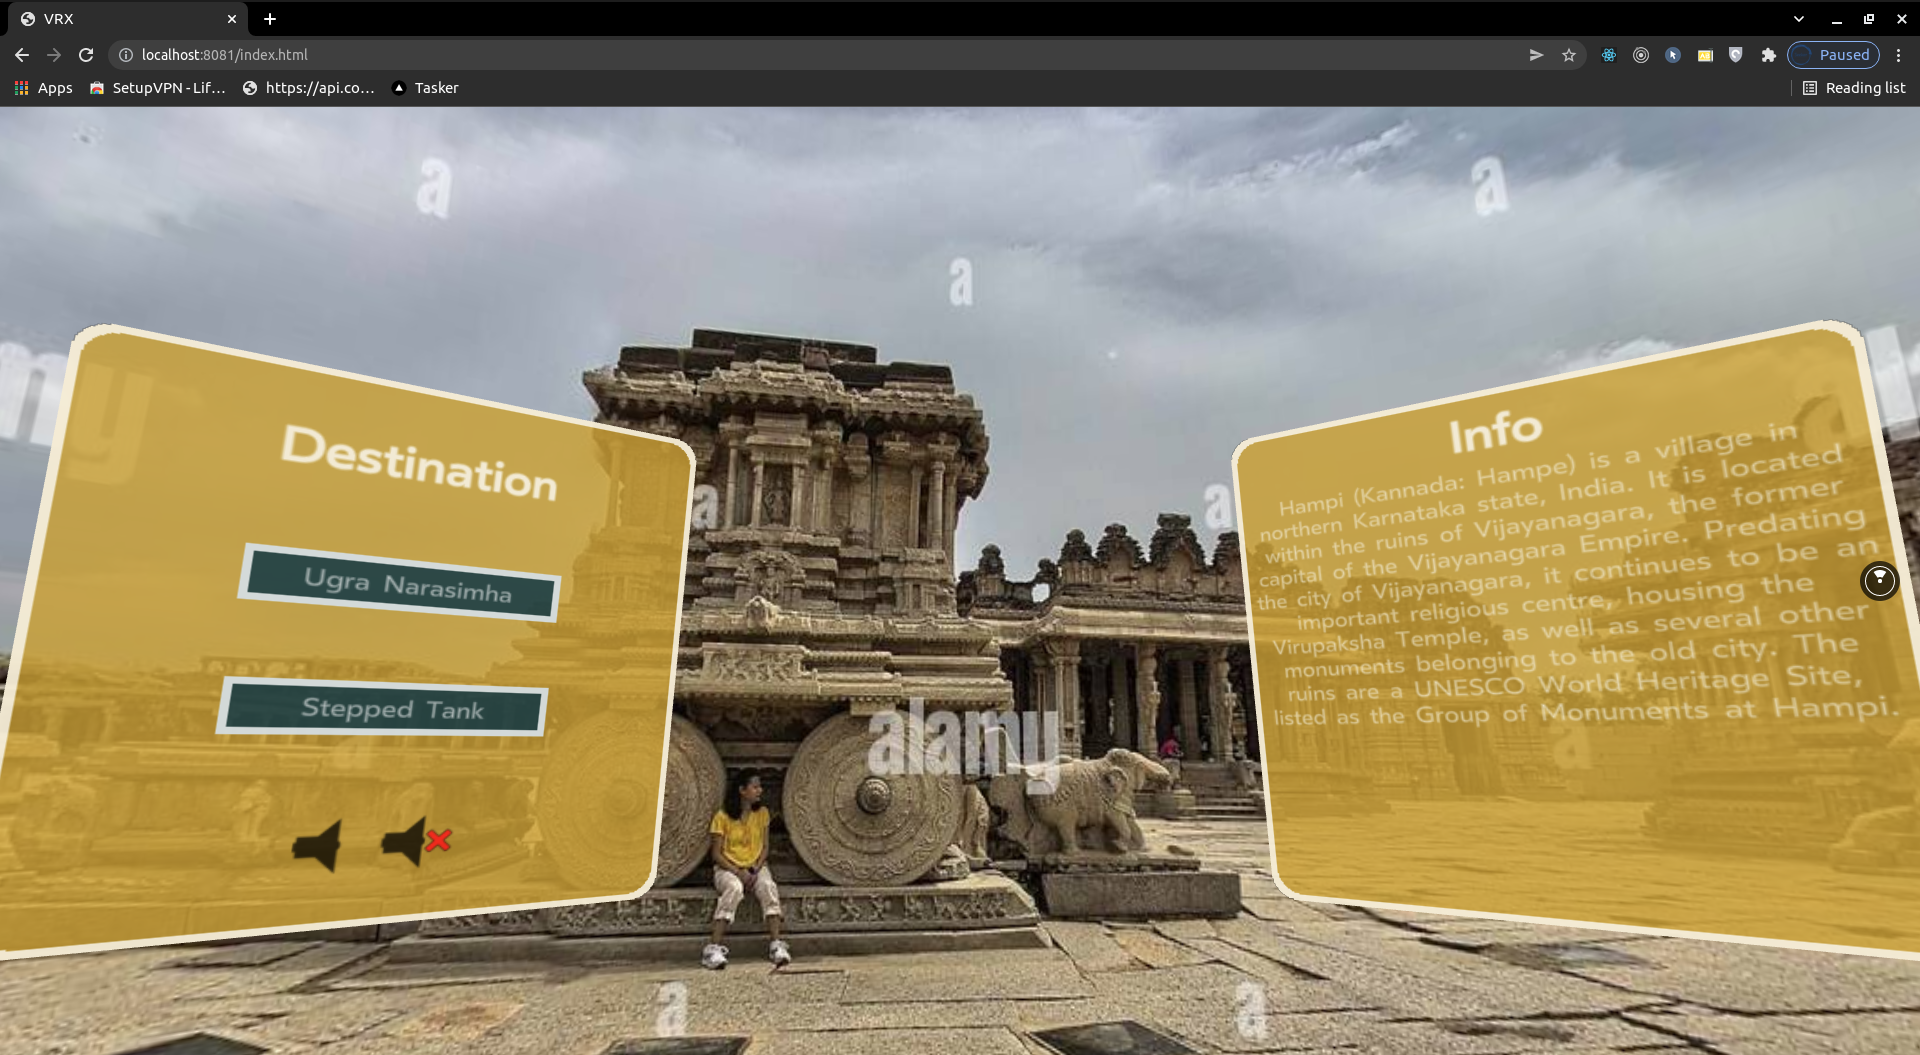 VRX
localhost:8081/index.html
Paused
Apps
SetupVPN - Lif...
https://api.co...
Tasker
Reading list
a
a
a
Destination
Ugra Narasimha
Stepped Tank
y
a
a
alamy
Info
Hampi (Kannada: Hampe) is a village in
northern Karnataka state, India. It is located
within the ruins of Vijayanagara, the former
capital of the Vijayanagara Empire. Predating
the city of Vijayanagara, it continues to be an
important religious centre, housing the
Virupaksha Temple, as well as several other
monuments belonging to the old city. The
ruins are a UNESCO World Heritage Site,
listed as the Group of Monuments at Hampi.
a
a
a